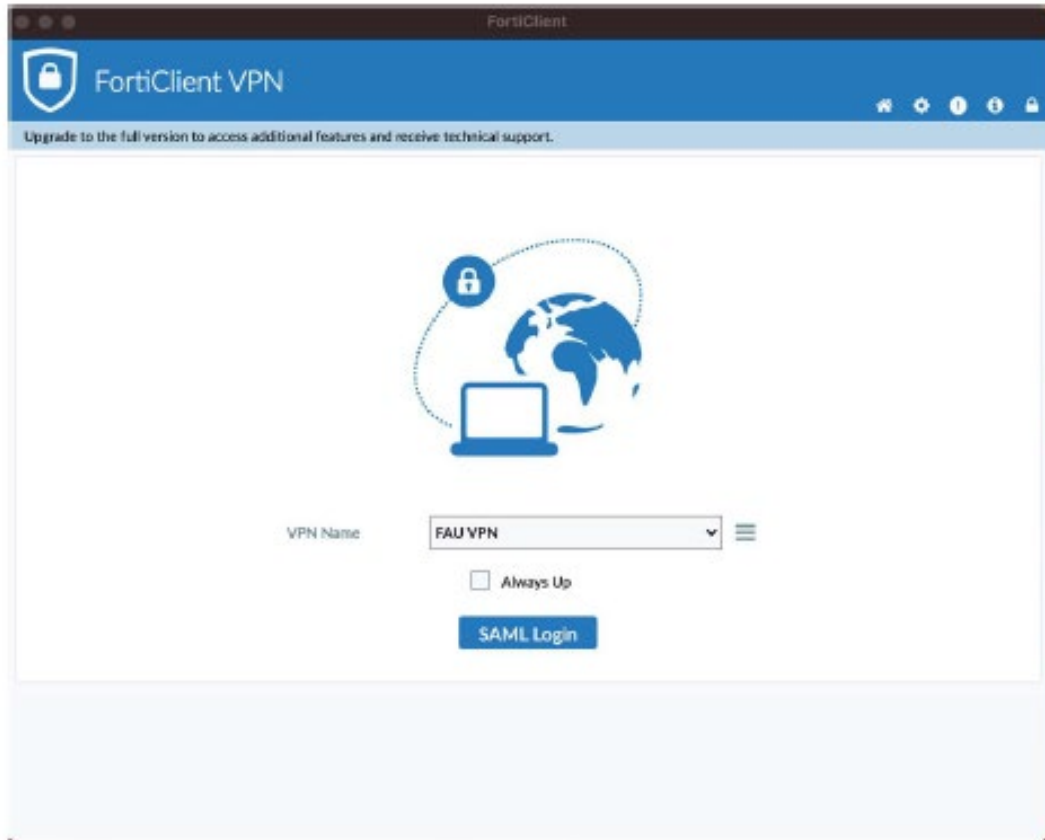 FortiClient
FortiClient VPN
Upgrade to the full version to access additional features and receive technical support.
VPN Name
FAU VPN
Always Up
SAML Login